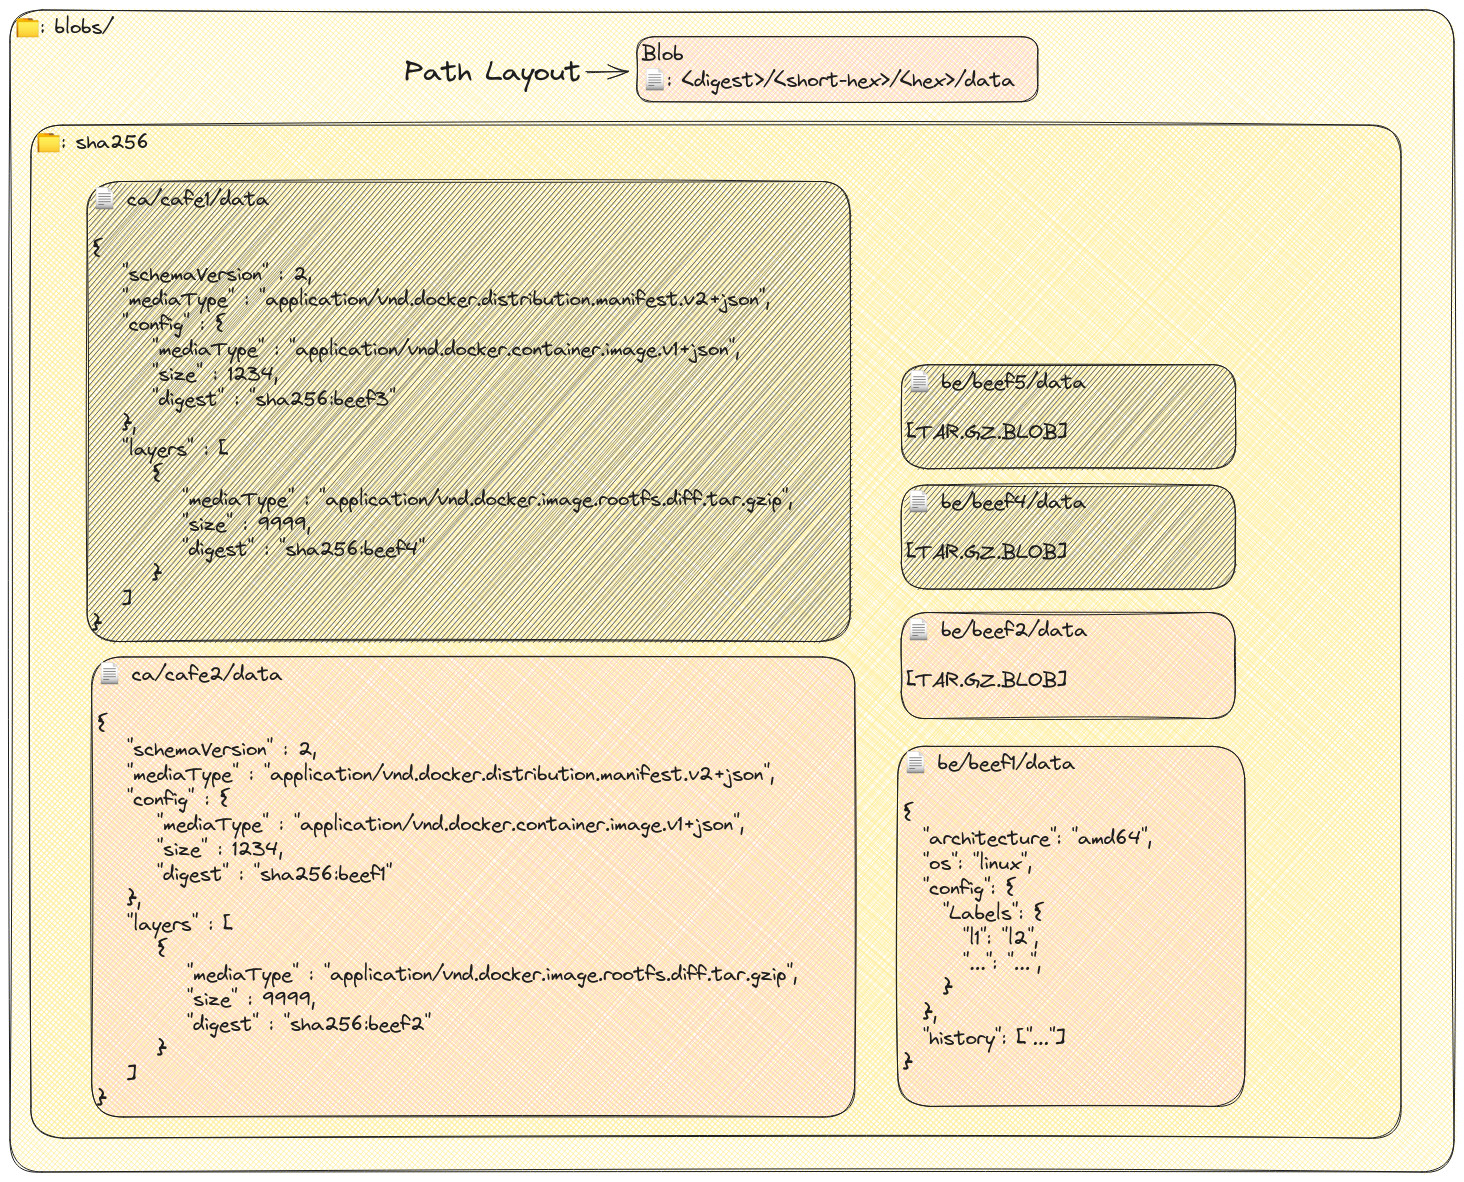 : blobs/
Path Layout
Blob
: <digest>/<short-hex>/<hex>/data
: sha256
ca/cafe1/data
{
"schemaVersion" : 2,
"mediaType" : "application/vnd.docker.distribution.manifest.v2+json",
"config" : {
"mediaType" : "application/vnd.docker.container.image.v1+json",
"size" : 1234,
"digest" : "sha256:beef3"
},
"layers" : [
{
"mediaType" : "application/vnd.docker.image.rootfs.diff.tar.gzip",
"size" : 9999,
"digest" : "sha256:beef4"
}
]
}
ca/cafe2/data
{
"schemaVersion" : 2,
"mediaType" : "application/vnd.docker.distribution.manifest.v2+json",
"config" : {
"mediaType" : "application/vnd.docker.container.image.v1+json",
"size" : 1234,
"digest" : "sha256:beef1"
},
"layers" : [
{
"mediaType" : "application/vnd.docker.image.rootfs.diff.tar.gzip",
"size" : 9999,
"digest" : "sha256:beef2"
}
]
}
be/beef5/data
[TAR.GZ.BLOB]
be/beef4/data
[TAR.GZ.BLOB]
be/beef2/data
[TAR.GZ.BLOB]
be/beef1/data
{
"architecture": "amd64",
"os": "linux",
"config": {
"Labels": {
"l1": "l2",
"...": "...",
}
},
"history": ["..."]
}